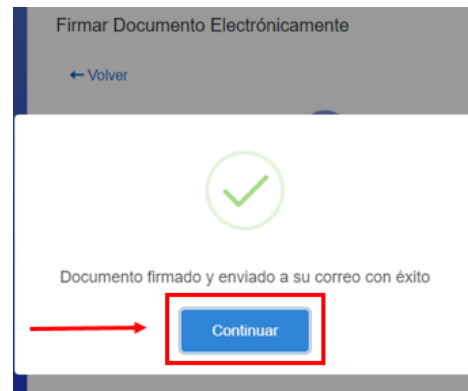 Firmar Documento Electrónicamente
← Volver
Documento firmado y enviado a su correo con éxito
Continuar